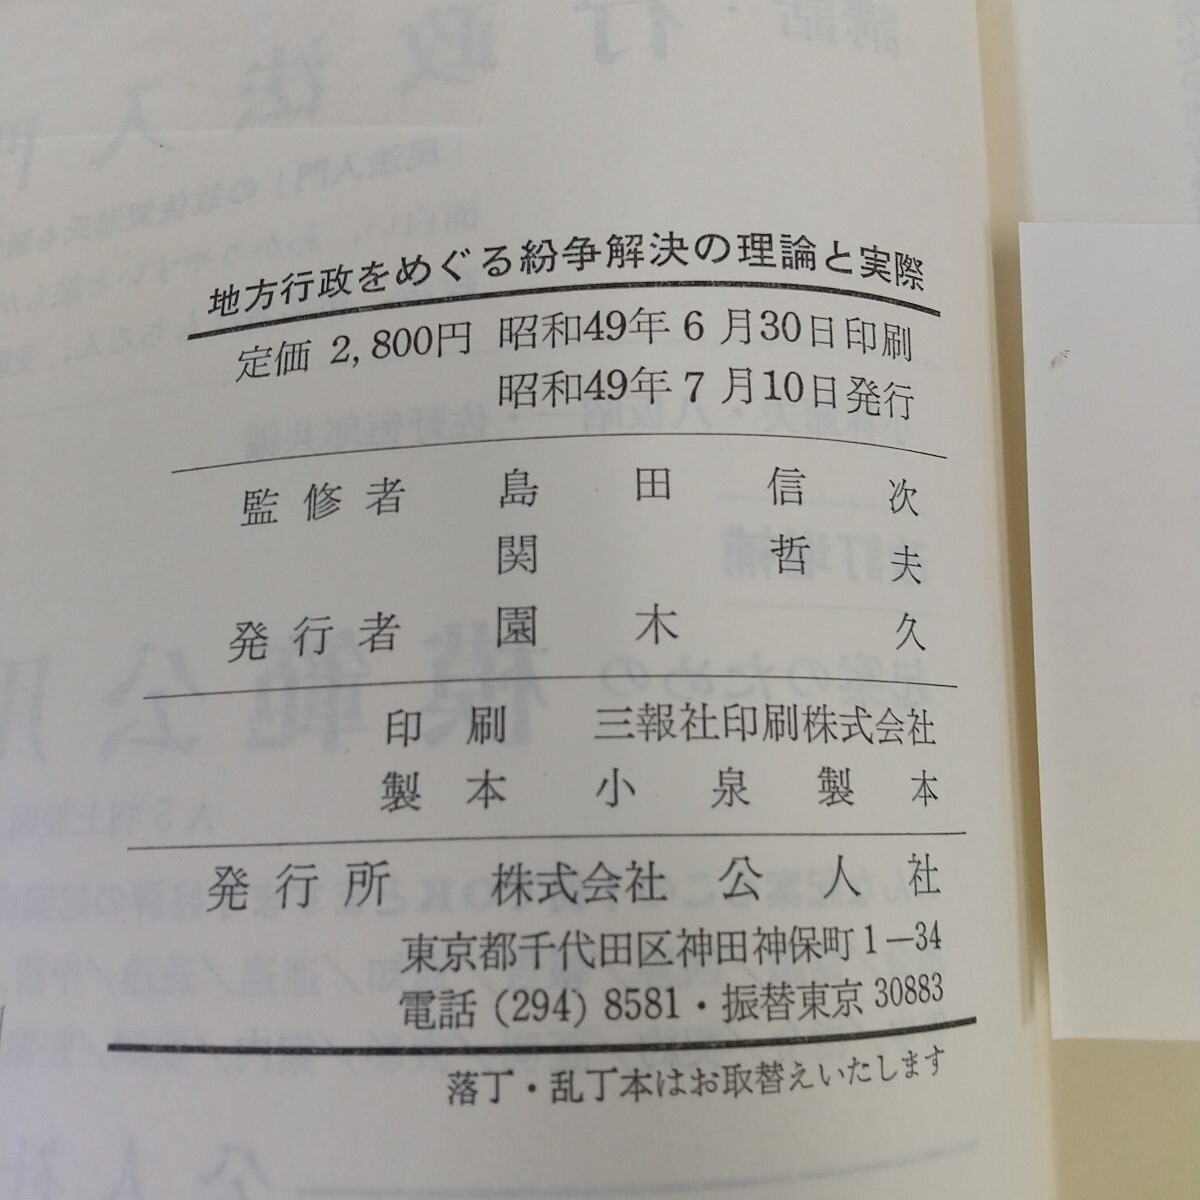 地方行政をめぐる紛争解決の理論と実際
定価 2,800円 昭和49年6月30日印刷
昭和49年7月10日発行
監修者 島田信次
関哲夫
発行者 園木久
印刷 三報社印刷株式会社
製本 小泉製本
発行所 株式会社公人社
東京都千代田区神田神保町1-34
電話(294)8581・振替東京30883
落丁・乱丁本はお取替えいたします